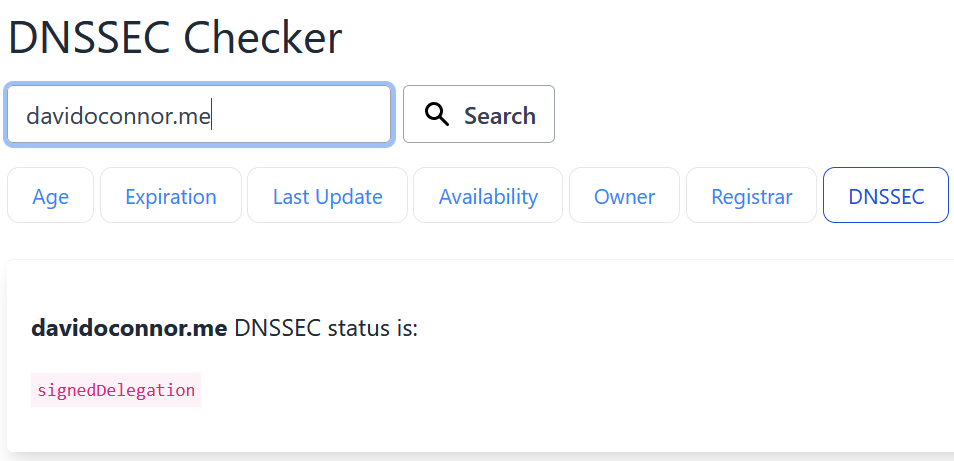 DNSSEC Checker
davidoconnor.me
Search
Age
Expiration
Last Update
Availability
Owner
Registrar
DNSSEC
davidoconnor.me DNSSEC status is:
signedDelegation